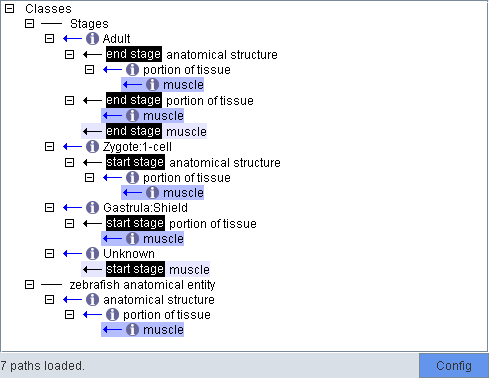 Classes
Stages
Adult
end stage anatomical structure
portion of tissue
muscle
end stage portion of tissue
muscle
end stage muscle
Zygote:1-cell
start stage anatomical structure
portion of tissue
muscle
Gastrula:Shield
start stage portion of tissue
muscle
Unknown
start stage muscle
zebrafish anatomical entity
anatomical structure
portion of tissue
muscle
7 paths loaded. Config